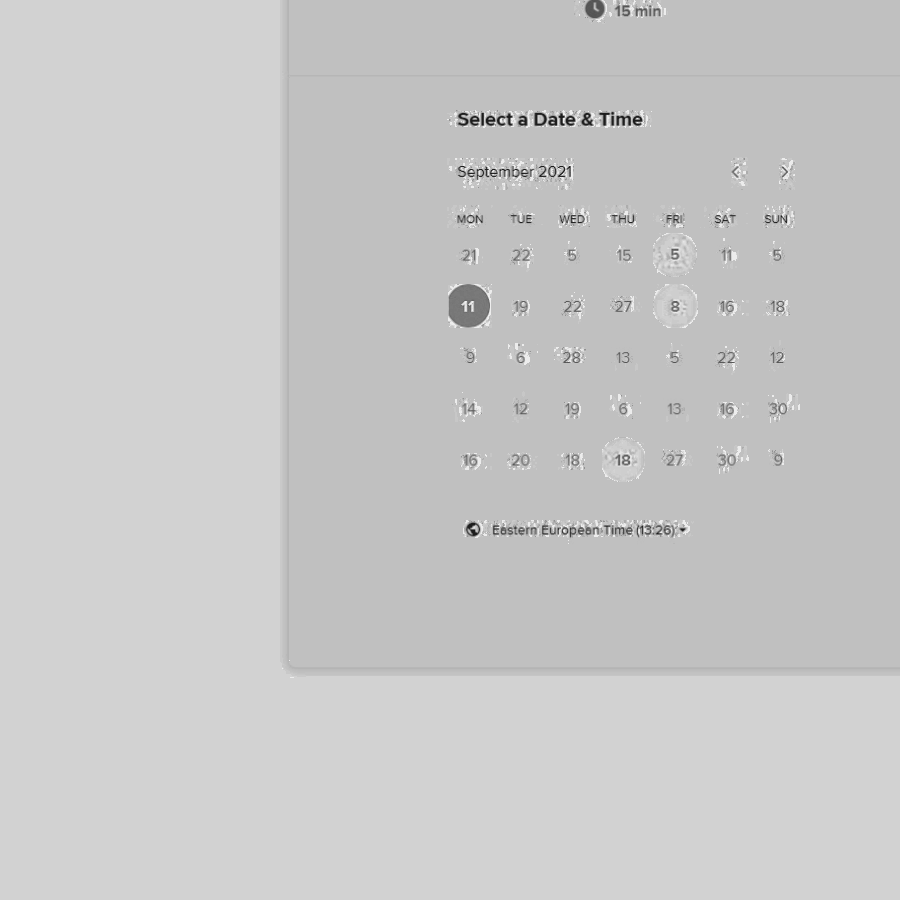 15 min
Select a Date & Time
September 2021
MON TUE WED THU FRI SAT SUN
21 22 5 15 5 11 5
11 19 22 27 8 16 18
9 6 28 13 5 22 12
14 12 19 6 13 16 30
16 20 18 18 27 30 9
Eastern European Time (13:26)